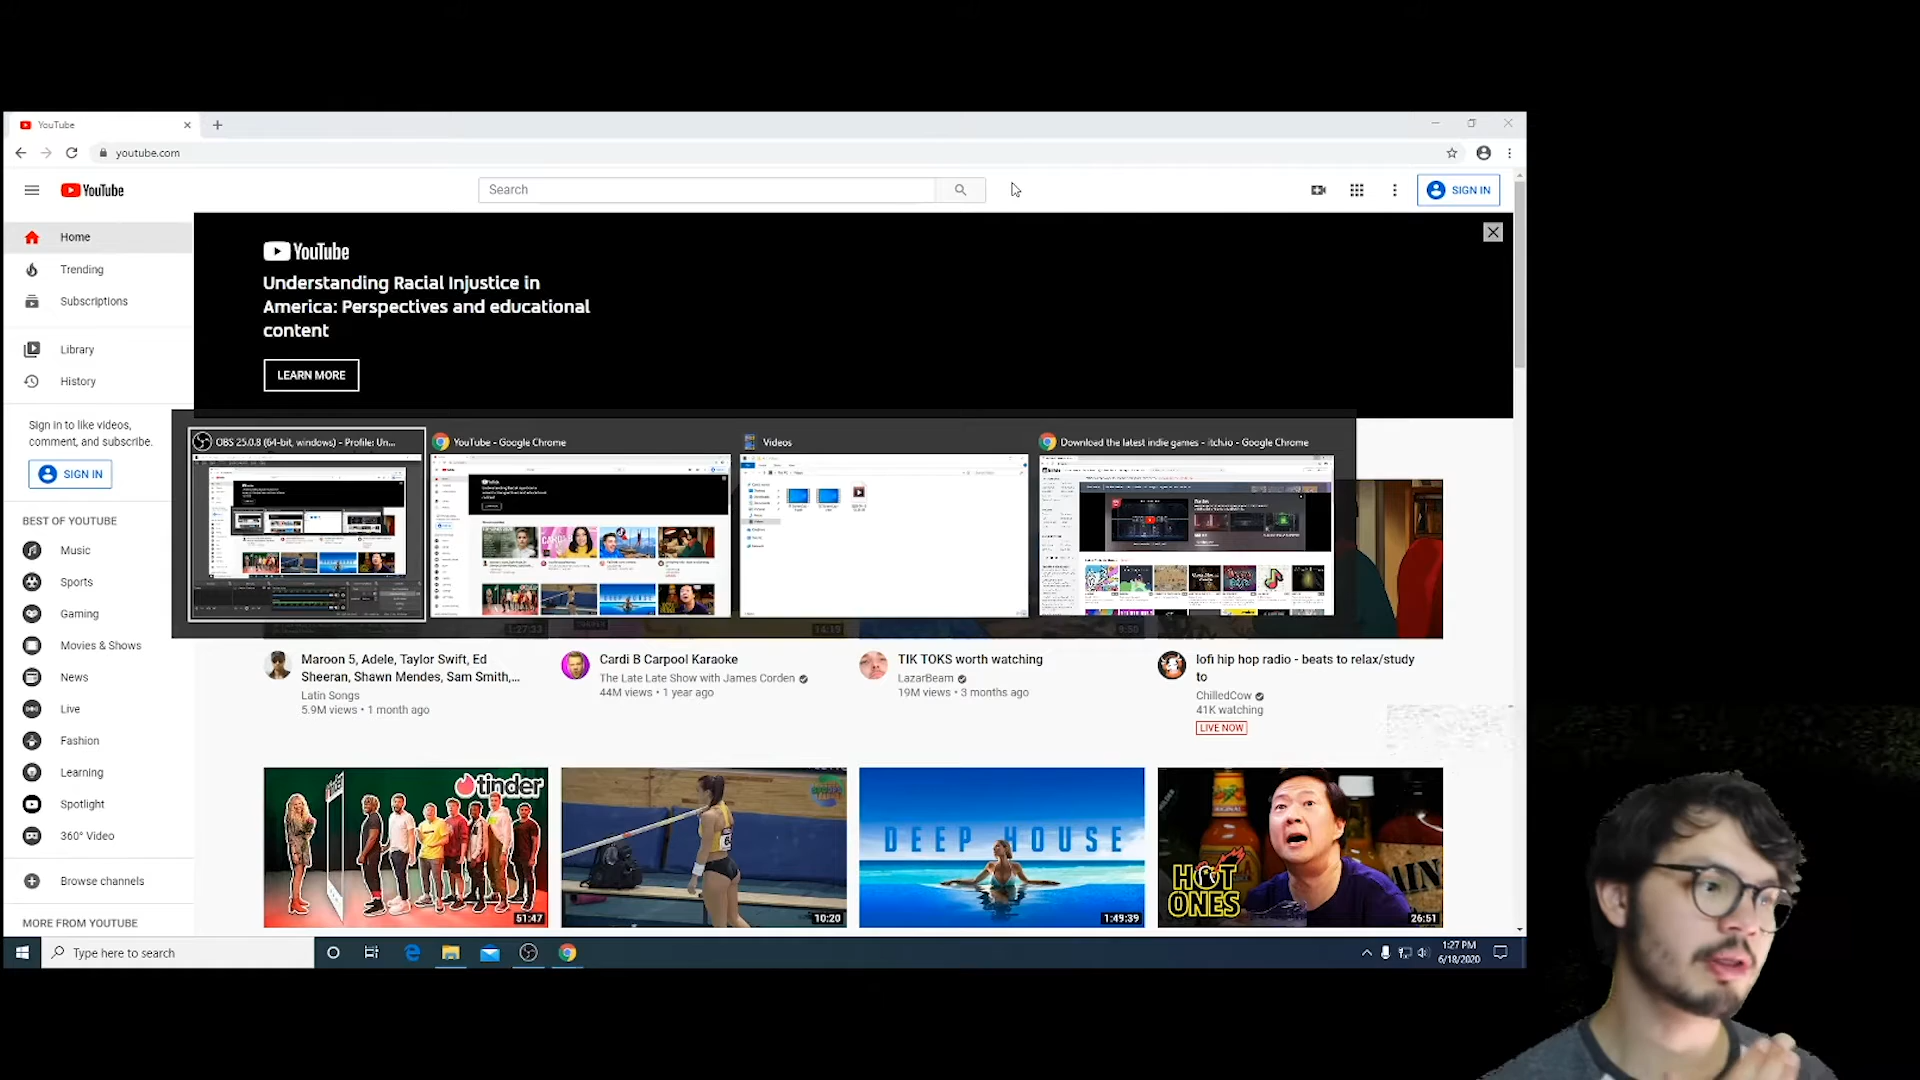 YouTube
youtube.com
YouTube
Search
SIGN IN
Home
Trending
Subscriptions
Library
History
Sign in to like videos,
comment, and subscribe.
SIGN IN
BEST OF YOUTUBE
Music
Sports
Gaming
Movies & Shows
News
Live
Fashion
Learning
Spotlight
360° Video
Browse channels
MORE FROM YOUTUBE
YouTube
Understanding Racial Injustice in
America: Perspectives and educational
content
LEARN MORE
OBS 25.0.8 (64-bit, windows) - Profile: Un...
YouTube - Google Chrome
Videos
Download the latest indie games - itch.io - Google Chrome
1:27:33
14:19
9:50
Maroon 5, Adele, Taylor Swift, Ed
Sheeran, Shawn Mendes, Sam Smith,...
Latin Songs
5.9M views • 1 month ago
Cardi B Carpool Karaoke
The Late Late Show with James Corden
44M views • 1 year ago
TIK TOKS worth watching
LazarBeam
19M views • 3 months ago
lofi hip hop radio - beats to relax/study
to
ChilledCow
41K watching
LIVE NOW
tinder
51:47
10:20
DEEP HOUSE
1:49:39
HOT
ONES
26:51
Type here to search
1:27 PM
6/18/2020